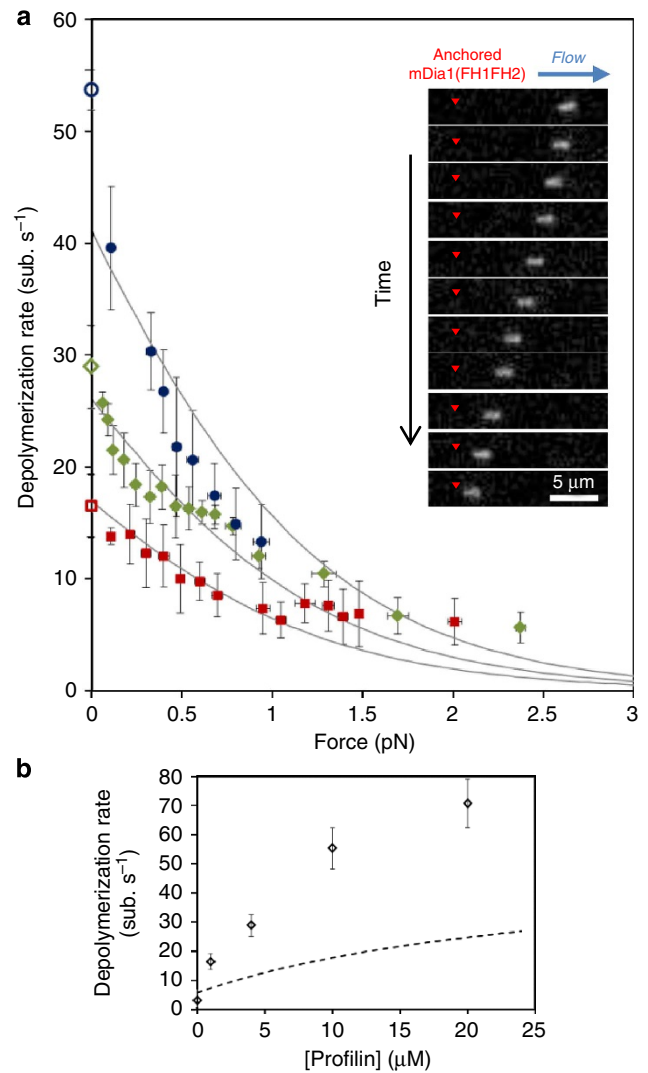 a
60
50
40
30
20
10
0
Depolymerization rate (sub. s⁻¹)
Anchored
mDia1(FH1FH2)
Flow
Time
5 µm
0
0.5
1
1.5
2
2.5
3
Force (pN)
b
80
70
60
50
40
30
20
10
0
Depolymerization rate
(sub. s⁻¹)
0
5
10
15
20
25
[Profilin] (µM)